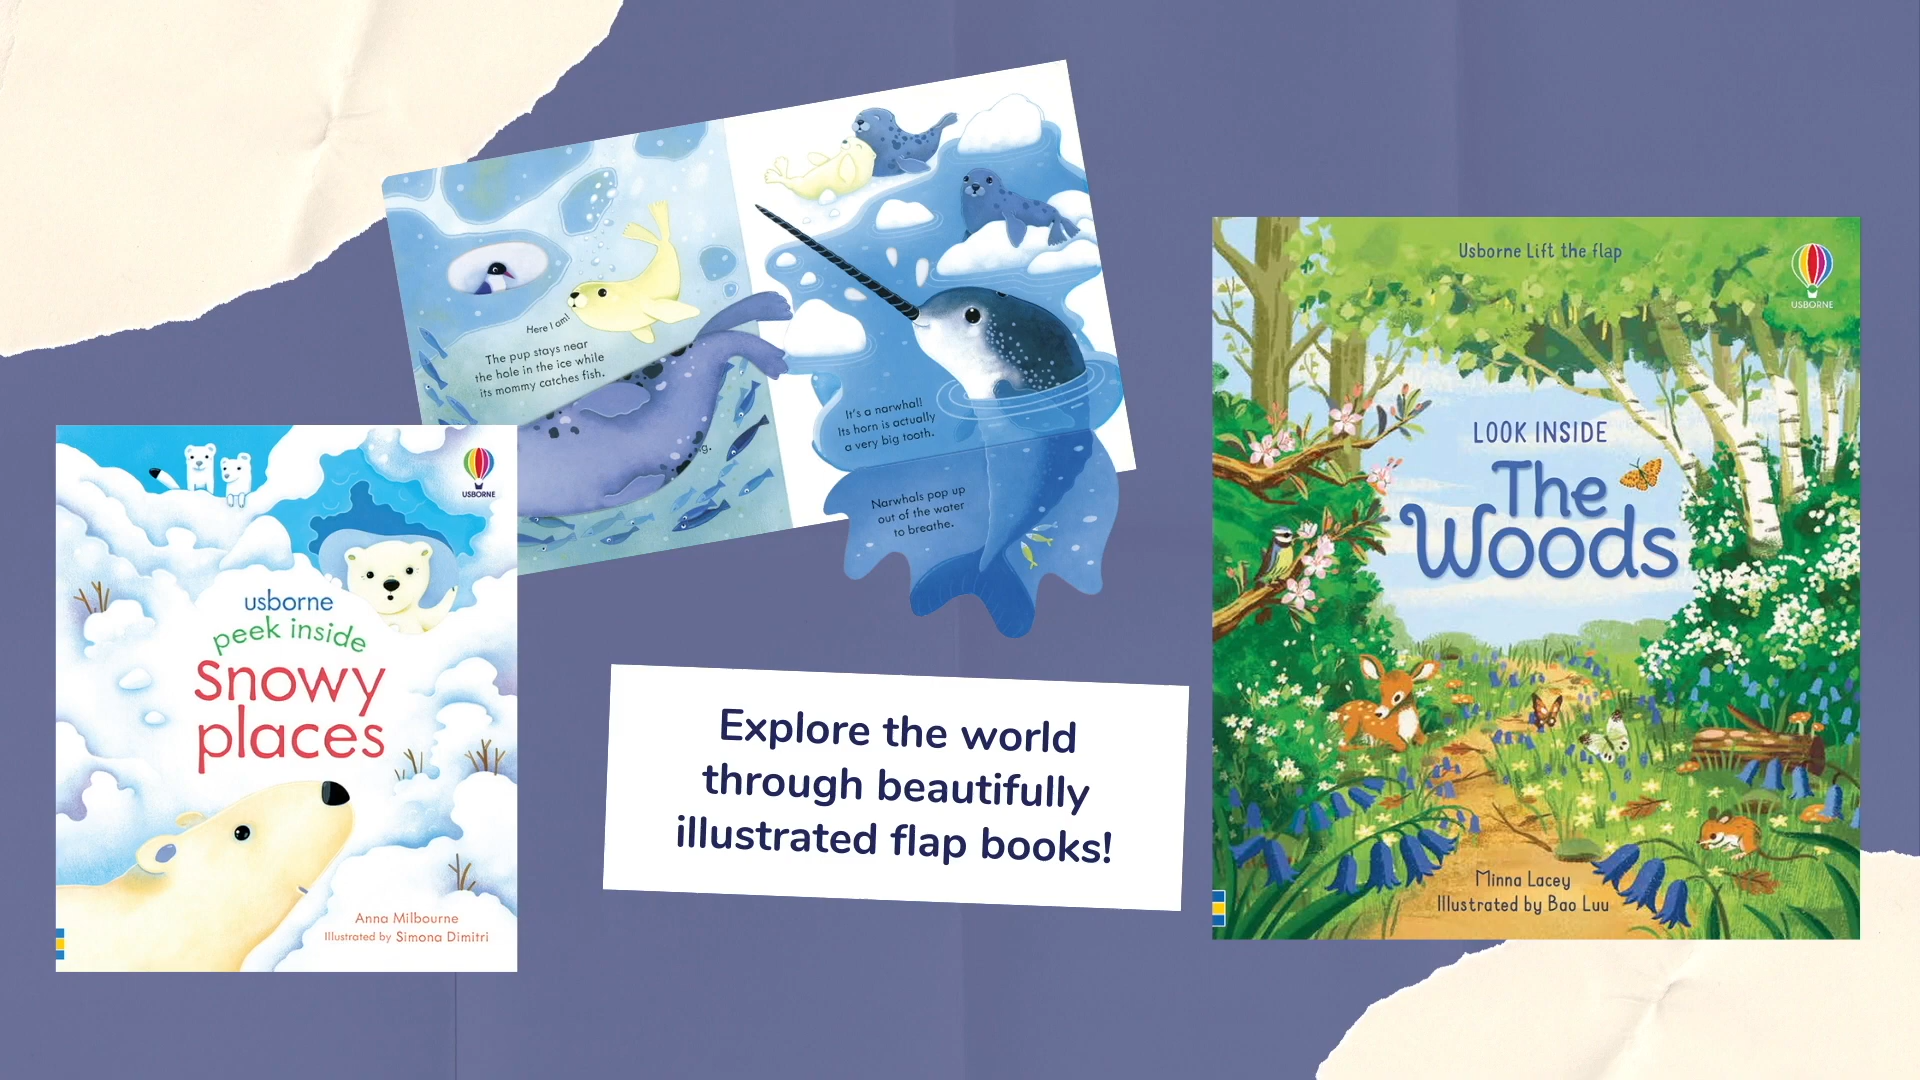 Here I am!
The pup stays near
the hole in the ice while
its mommy catches fish.
g.
It's a narwhal!
Its horn is actually
a very big tooth.
Narwhals pop up
out of the water
to breathe.
USBORNE
usborne
peek inside
snowy
places
Anna Milbourne
Illustrated by Simona Dimitri
Explore the world
through beautifully
illustrated flap books!
Usborne Lift the flap
USBORNE
LOOK INSIDE
The
Woods
Minna Lacey
Illustrated by Bao Luu